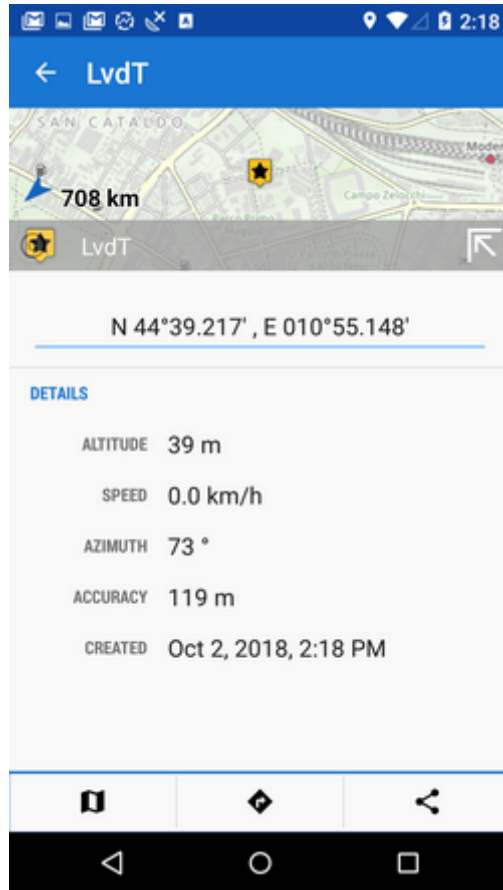 2:18
LvdT
SAN CATALDO
Campo Zelocchi
708 km
LvdT
N 44°39.217' , E 010°55.148'
DETAILS
ALTITUDE 39 m
SPEED 0.0 km/h
AZIMUTH 73 °
ACCURACY 119 m
CREATED Oct 2, 2018, 2:18 PM